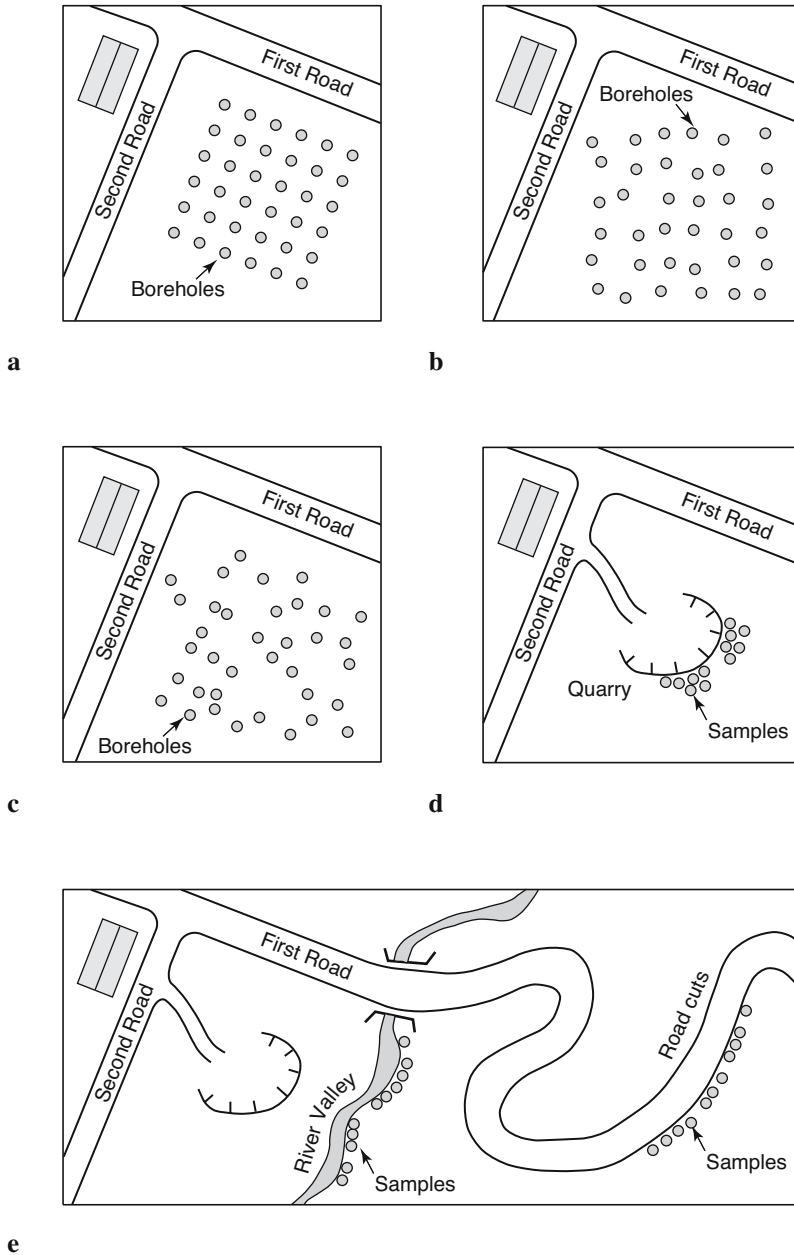 First Road
Second Road
Boreholes
a
First Road
Second Road
Boreholes
b
First Road
Second Road
Boreholes
c
First Road
Second Road
Quarry
Samples
d
First Road
Second Road
River Valley
Samples
Road cuts
Samples
e